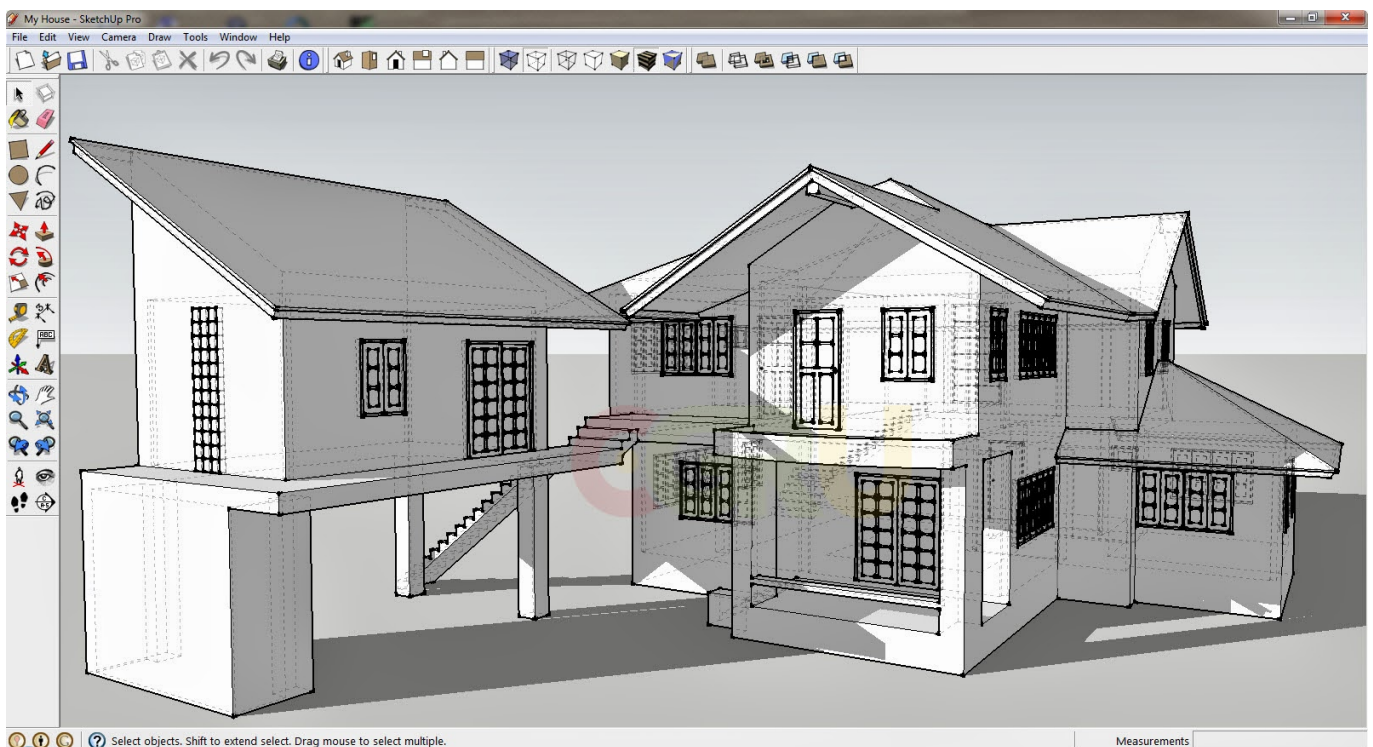 My House - SketchUp Pro
File Edit View Camera Draw Tools Window Help
ABC
Select objects. Shift to extend select. Drag mouse to select multiple.
Measurements